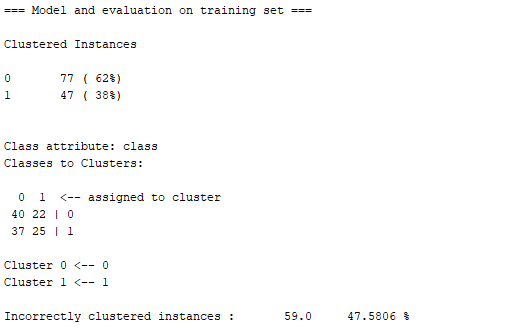 === Model and evaluation on training set ===
Clustered Instances
0       77 ( 62%)
1       47 ( 38%)
Class attribute: class
Classes to Clusters:
  0  1  <-- assigned to cluster
 40 22 | 0
 37 25 | 1
Cluster 0 <-- 0
Cluster 1 <-- 1
Incorrectly clustered instances :       59.0     47.5806 %